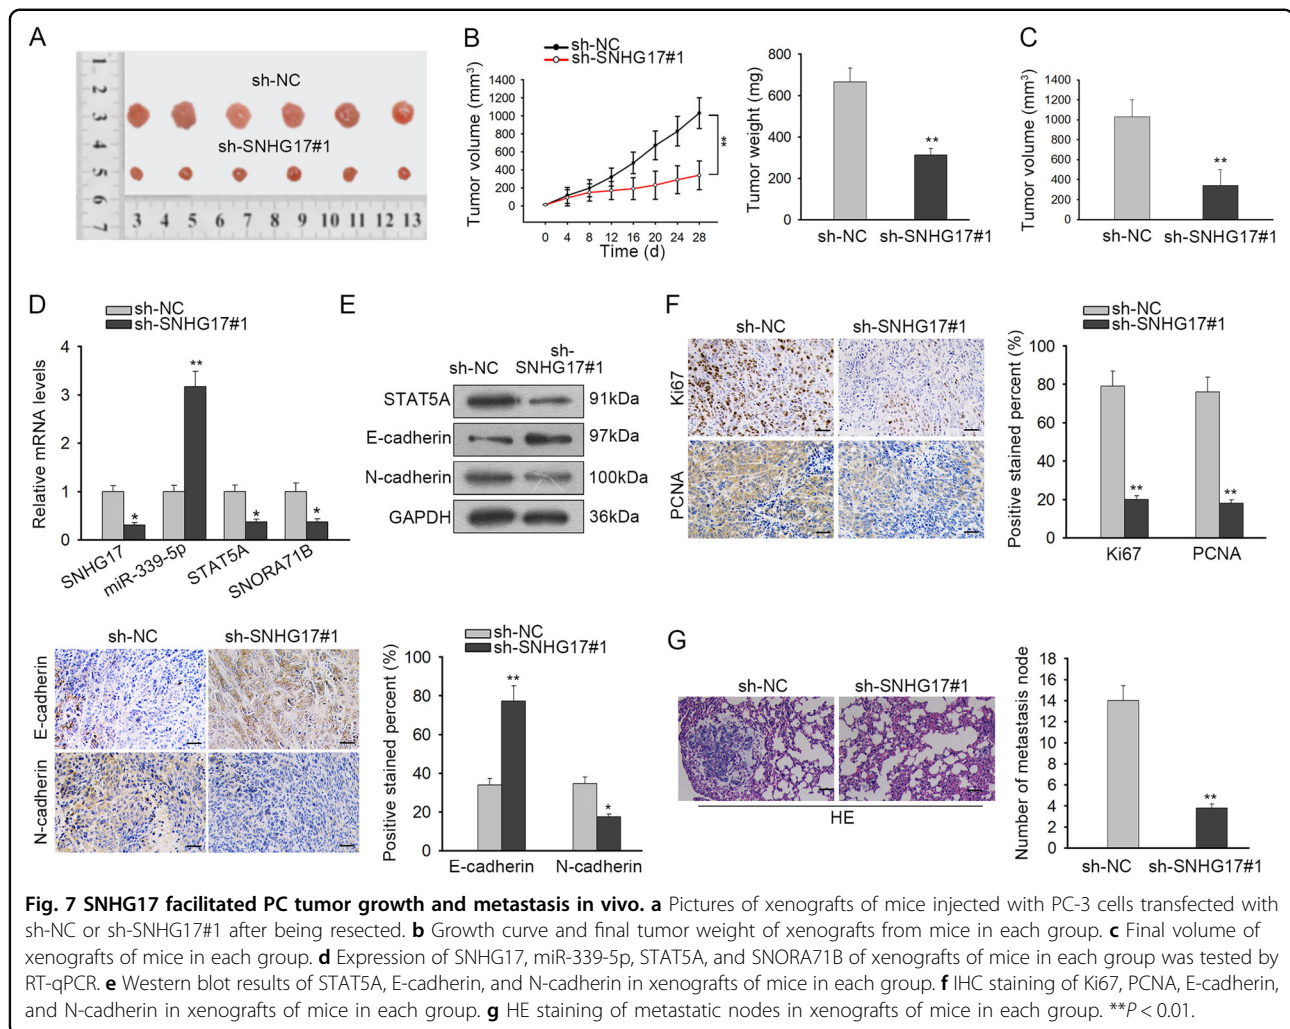 A
sh-NC
sh-SNHG17#1
1
2
3
4
5
6
7
3 4 5 6 7 8 9 10 11 12 13
B
sh-NC
sh-SNHG17#1
Tumor volume (mm³)
1400
1200
1000
800
600
400
200
0
0 4 8 12 16 20 24 28
Time (d)
**
Tumor weight (mg)
800
600
400
200
0
**
sh-NC sh-SNHG17#1
C
Tumor volume (mm³)
1400
1200
1000
800
600
400
200
0
**
sh-NC sh-SNHG17#1
D
sh-NC
sh-SNHG17#1
Relative mRNA levels
4
3
2
1
0
* ** * *
SNHG17 miR-339-5p STAT5A SNORA71B
E
sh-NC sh-SNHG17#1
STAT5A 91kDa
E-cadherin 97kDa
N-cadherin 100kDa
GAPDH 36kDa
F
sh-NC sh-SNHG17#1
Ki67
PCNA
sh-NC
sh-SNHG17#1
Positive stained percent (%)
100
80
60
40
20
0
** **
Ki67 PCNA
sh-NC sh-SNHG17#1
E-cadherin
N-cadherin
sh-NC
sh-SNHG17#1
Positive stained percent (%)
100
80
60
40
20
0
** *
E-cadherin N-cadherin
G
sh-NC sh-SNHG17#1
HE
Number of metastasis node
18
16
14
12
10
8
6
4
2
0
**
sh-NC sh-SNHG17#1
Fig. 7 SNHG17 facilitated PC tumor growth and metastasis in vivo. a Pictures of xenografts of mice injected with PC-3 cells transfected with
sh-NC or sh-SNHG17#1 after being resected. b Growth curve and final tumor weight of xenografts from mice in each group. c Final volume of
xenografts of mice in each group. d Expression of SNHG17, miR-339-5p, STAT5A, and SNORA71B of xenografts of mice in each group was tested by
RT-qPCR. e Western blot results of STAT5A, E-cadherin, and N-cadherin in xenografts of mice in each group. f IHC staining of Ki67, PCNA, E-cadherin,
and N-cadherin in xenografts of mice in each group. g HE staining of metastatic nodes in xenografts of mice in each group. **P < 0.01.